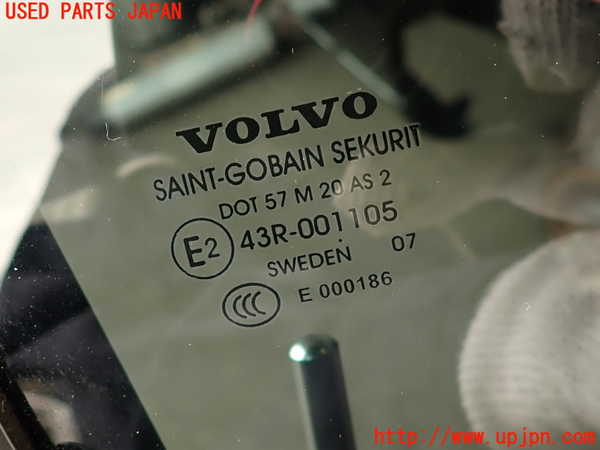 USED PARTS JAPAN
VOLVO
SAINT-GOBAIN SEKURIT
DOT 57 M 20 AS 2
E2 43R-001105
SWEDEN 07
CCC E 000186
Copyright(C)
www.upjpn.com